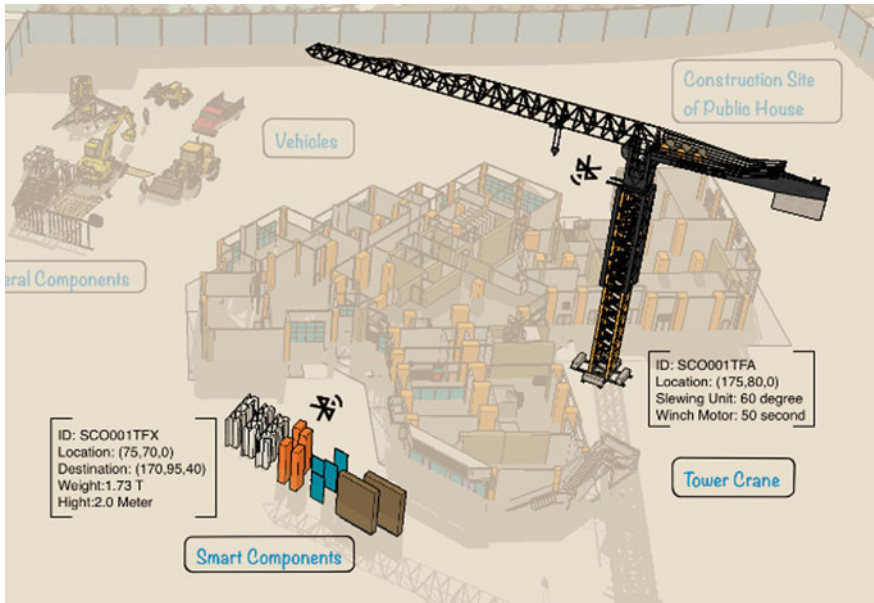 Construction Site
of Public House
Vehicles
eral Components
ID: SCO001TFA
Location: (175,80,0)
Slewing Unit: 60 degree
Winch Motor: 50 second
ID: SCO001TFX
Location: (75,70,0)
Destination: (170,95,40)
Weight:1.73 T
Hight:2.0 Meter
Tower Crane
Smart Components